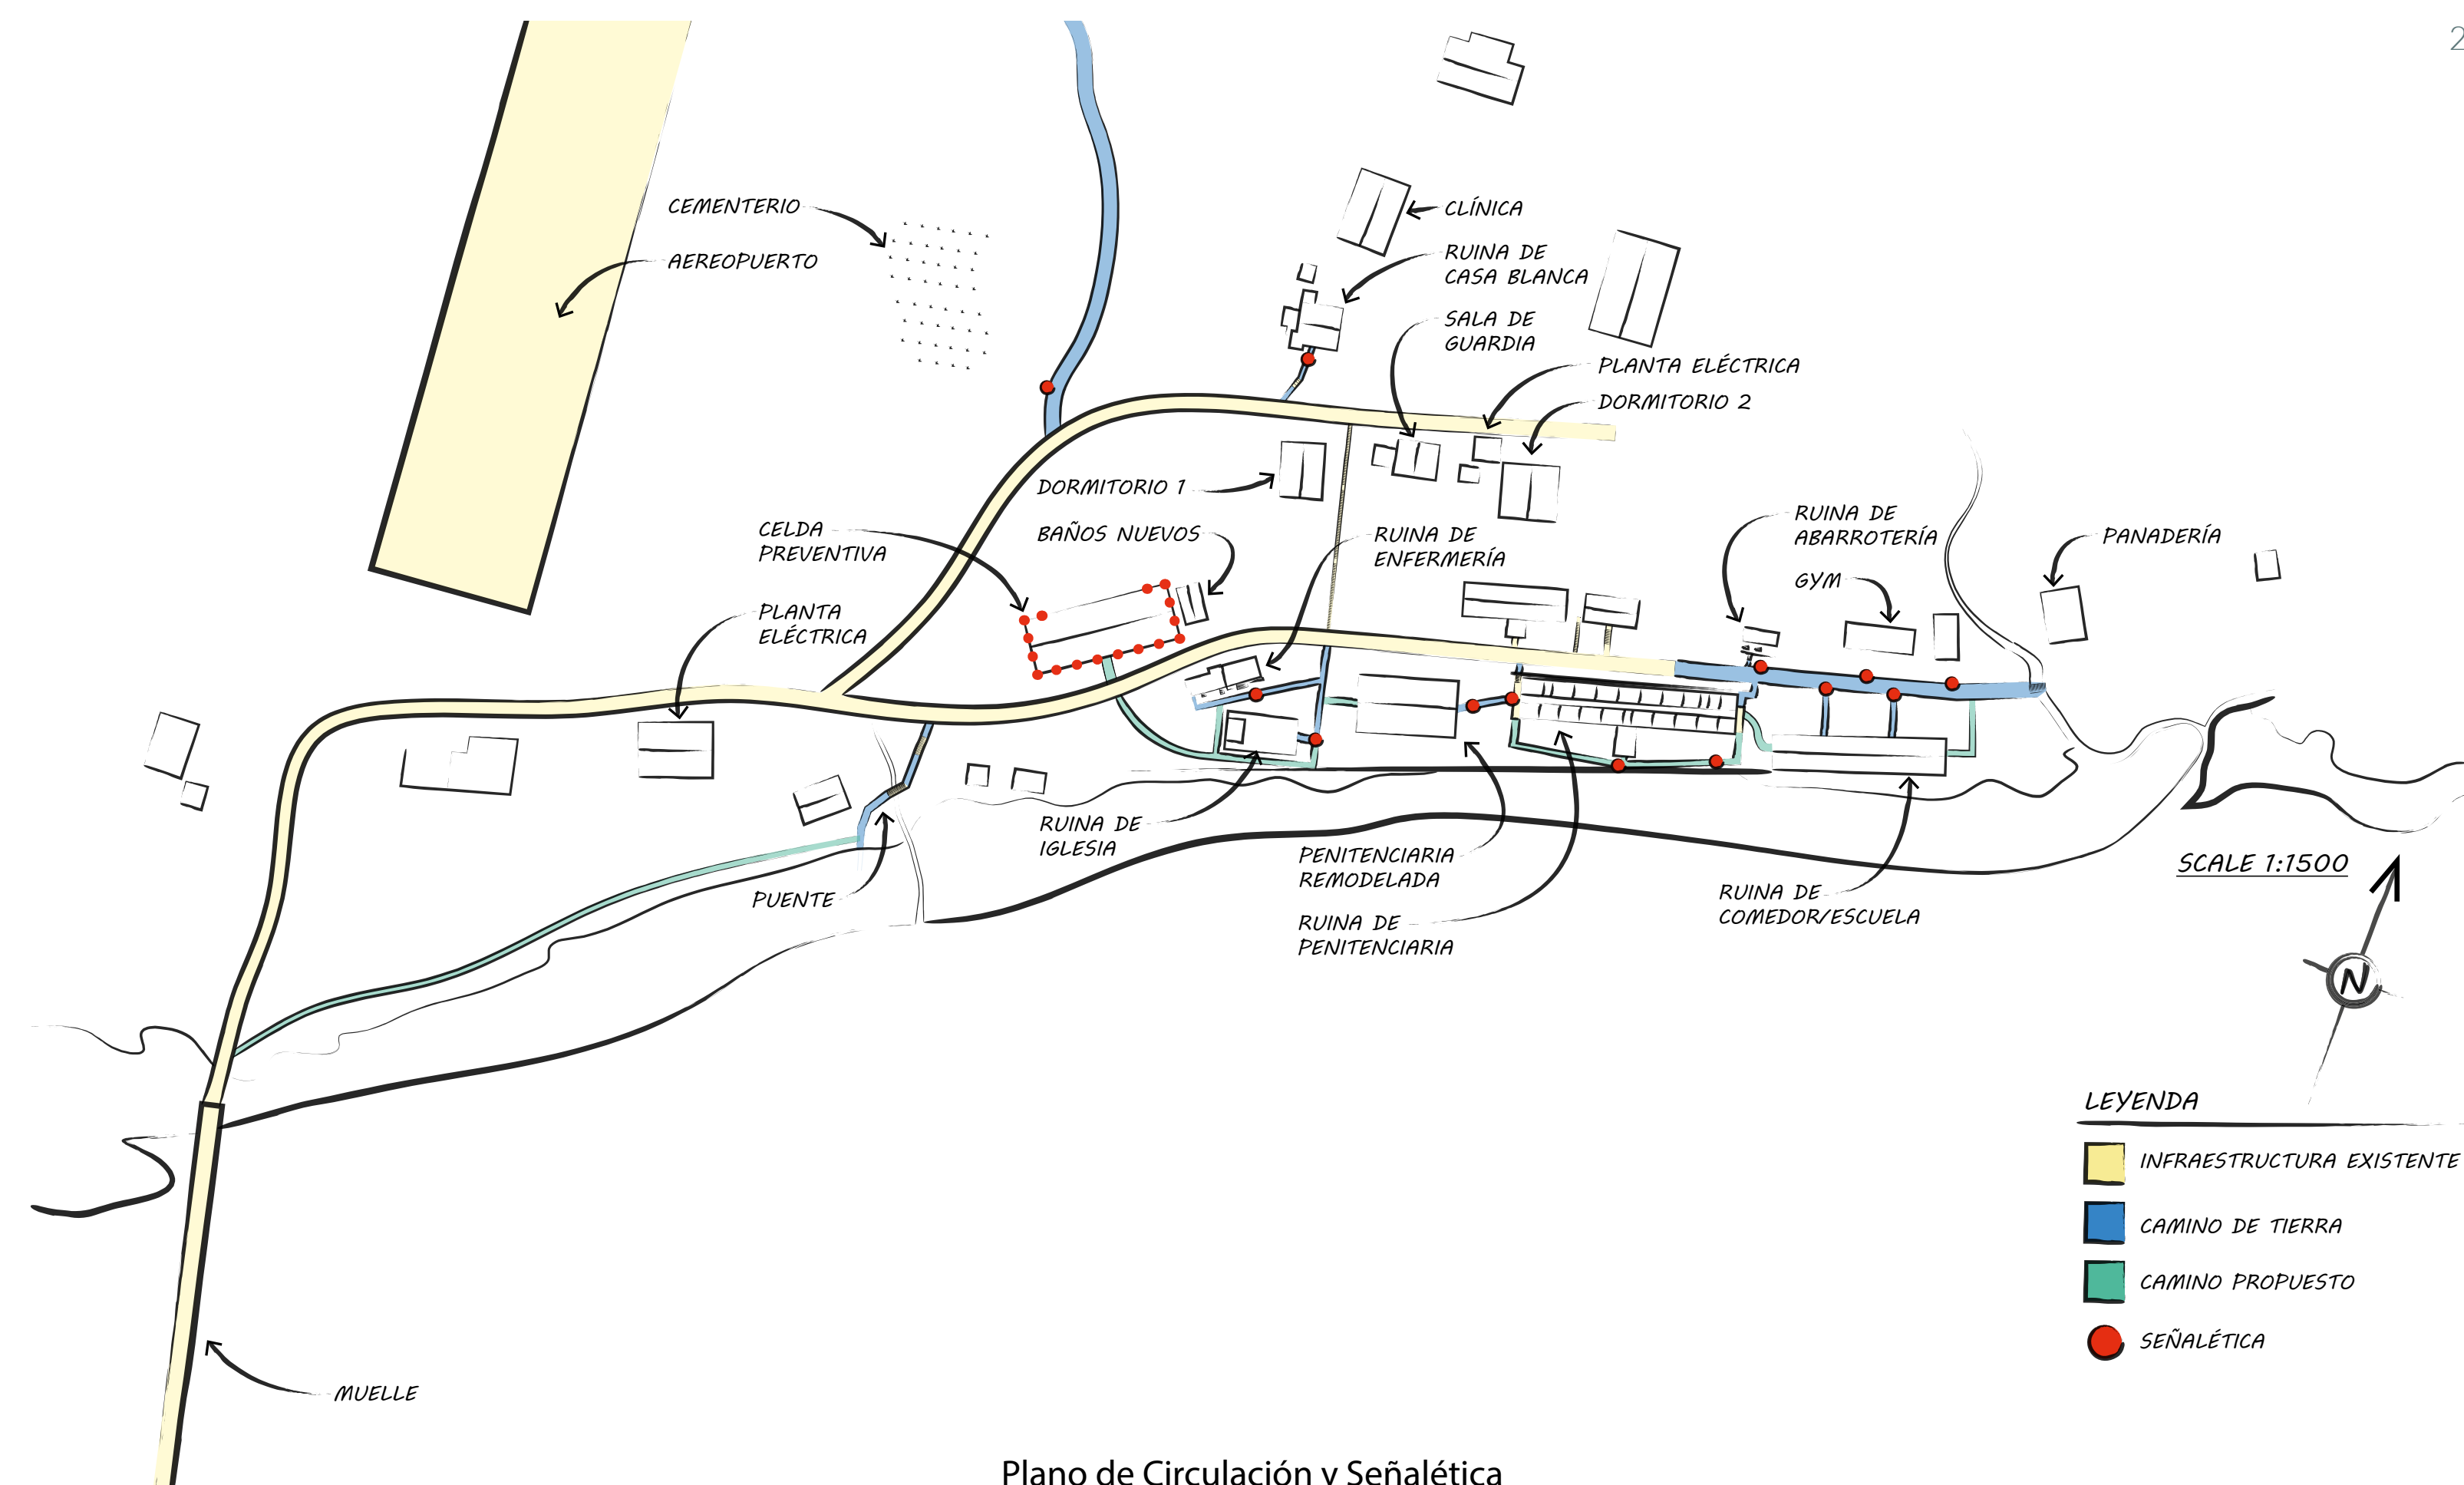 2
CEMENTERIO
AEREOPUERTO
CLÍNICA
RUINA DE
CASA BLANCA
SALA DE
GUARDIA
PLANTA ELÉCTRICA
DORMITORIO 2
DORMITORIO 1
BAÑOS NUEVOS
CELDA
PREVENTIVA
PLANTA
ELÉCTRICA
RUINA DE
ENFERMERÍA
RUINA DE
ABARROTERÍA
GYM
PANADERÍA
RUINA DE
IGLESIA
PUENTE
PENITENCIARIA
REMODELADA
RUINA DE
PENITENCIARIA
RUINA DE
COMEDOR/ESCUELA
SCALE 1:1500
N
LEYENDA
INFRAESTRUCTURA EXISTENTE
CAMINO DE TIERRA
CAMINO PROPUESTO
SEÑALÉTICA
MUELLE
Plano de Circulación y Señalética